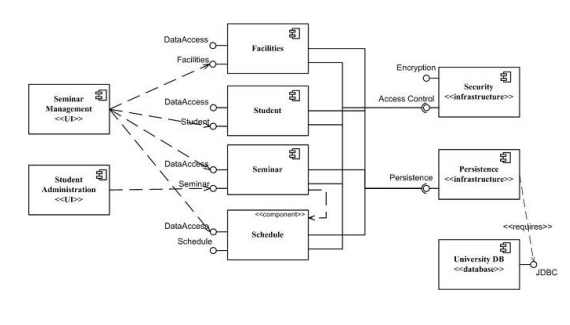 DataAccess
Facilities
Facilities
Encryption
Security
<<infrastructure>>
Access Control
Seminar
Management
<<UI>>
DataAccess
Student
Student
DataAccess
Seminar
Seminar
Student
Administration
<<UI>>
Persistence
Persistence
<<infrastructure>>
<<component>>
DataAccess
Schedule
Schedule
<<requires>>
University DB
<<database>>
JDBC